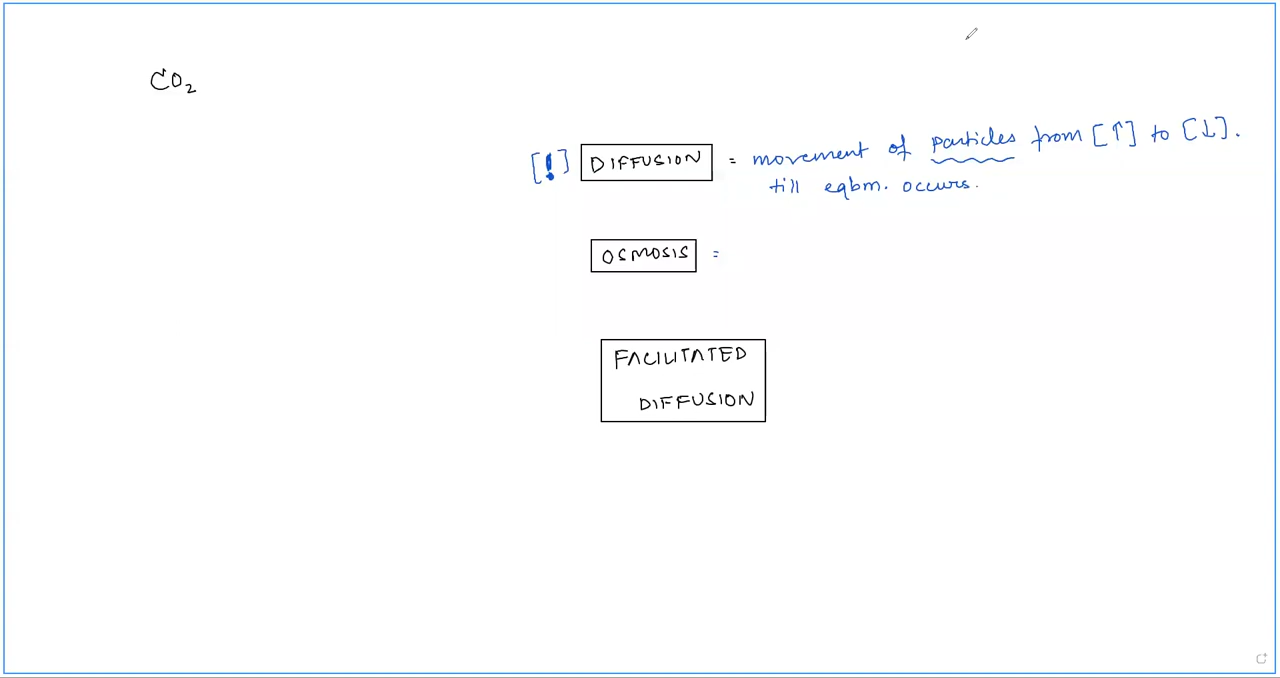 CO₂
[!] DIFFUSION = movement of particles from [↑] to [↓].
till eqbm. occurs.
OSMOSIS =
FACILITATED
DIFFUSION